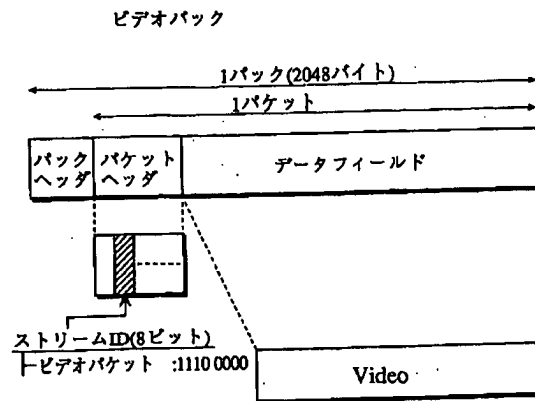 ビデオパック
1パック(2048バイト)
1パケット
パック
ヘッダ
パケット
ヘッダ
データフィールド
ストリームID(8ビット)
ビデオパケット :1110 0000
Video